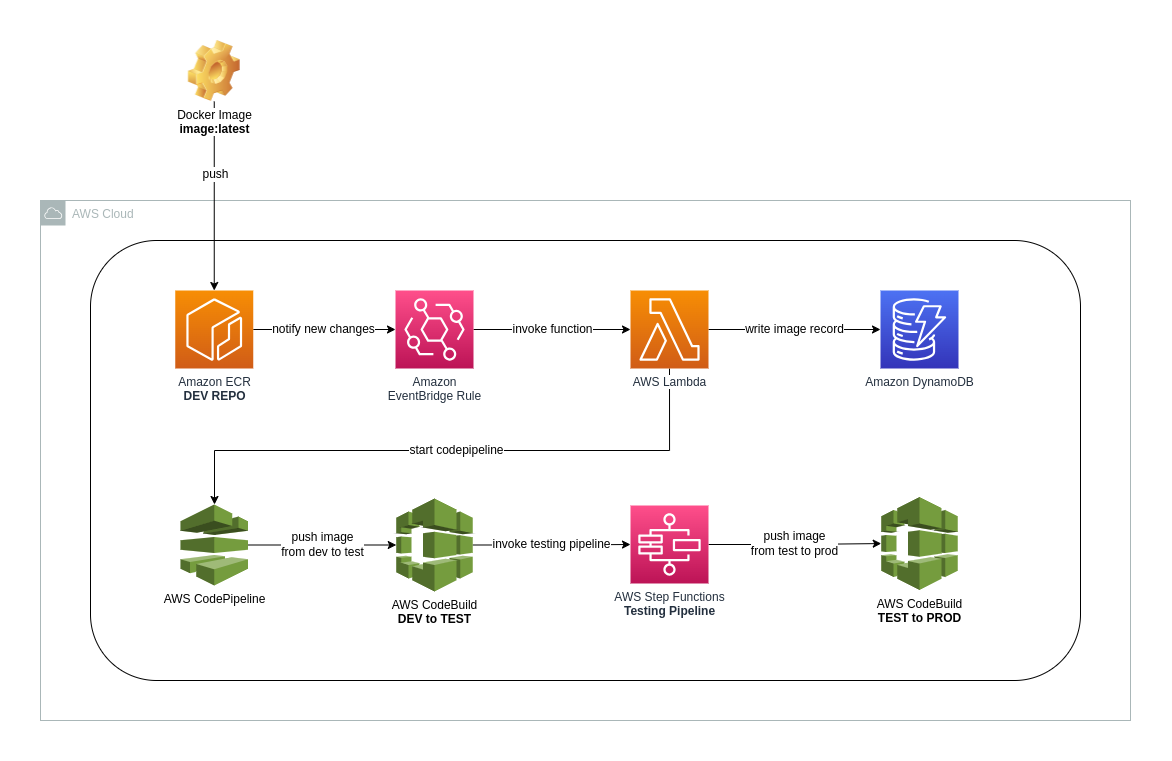 Docker Image
image:latest
push
AWS Cloud
notify new changes
invoke function
write image record
Amazon ECR
DEV REPO
Amazon
EventBridge Rule
AWS Lambda
Amazon DynamoDB
start codepipeline
push image
from dev to test
invoke testing pipeline
push image
from test to prod
AWS CodePipeline
AWS CodeBuild
DEV to TEST
AWS Step Functions
Testing Pipeline
AWS CodeBuild
TEST to PROD